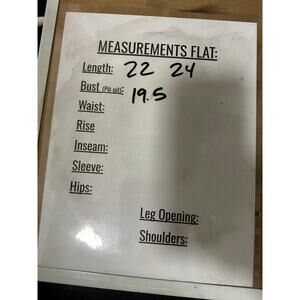 MEASUREMENTS FLAT:
Length: 22 24
Bust (Pit-pit): 19.5
Waist:
Rise
Inseam:
Sleeve:
Hips:
Leg Opening:
Shoulders: